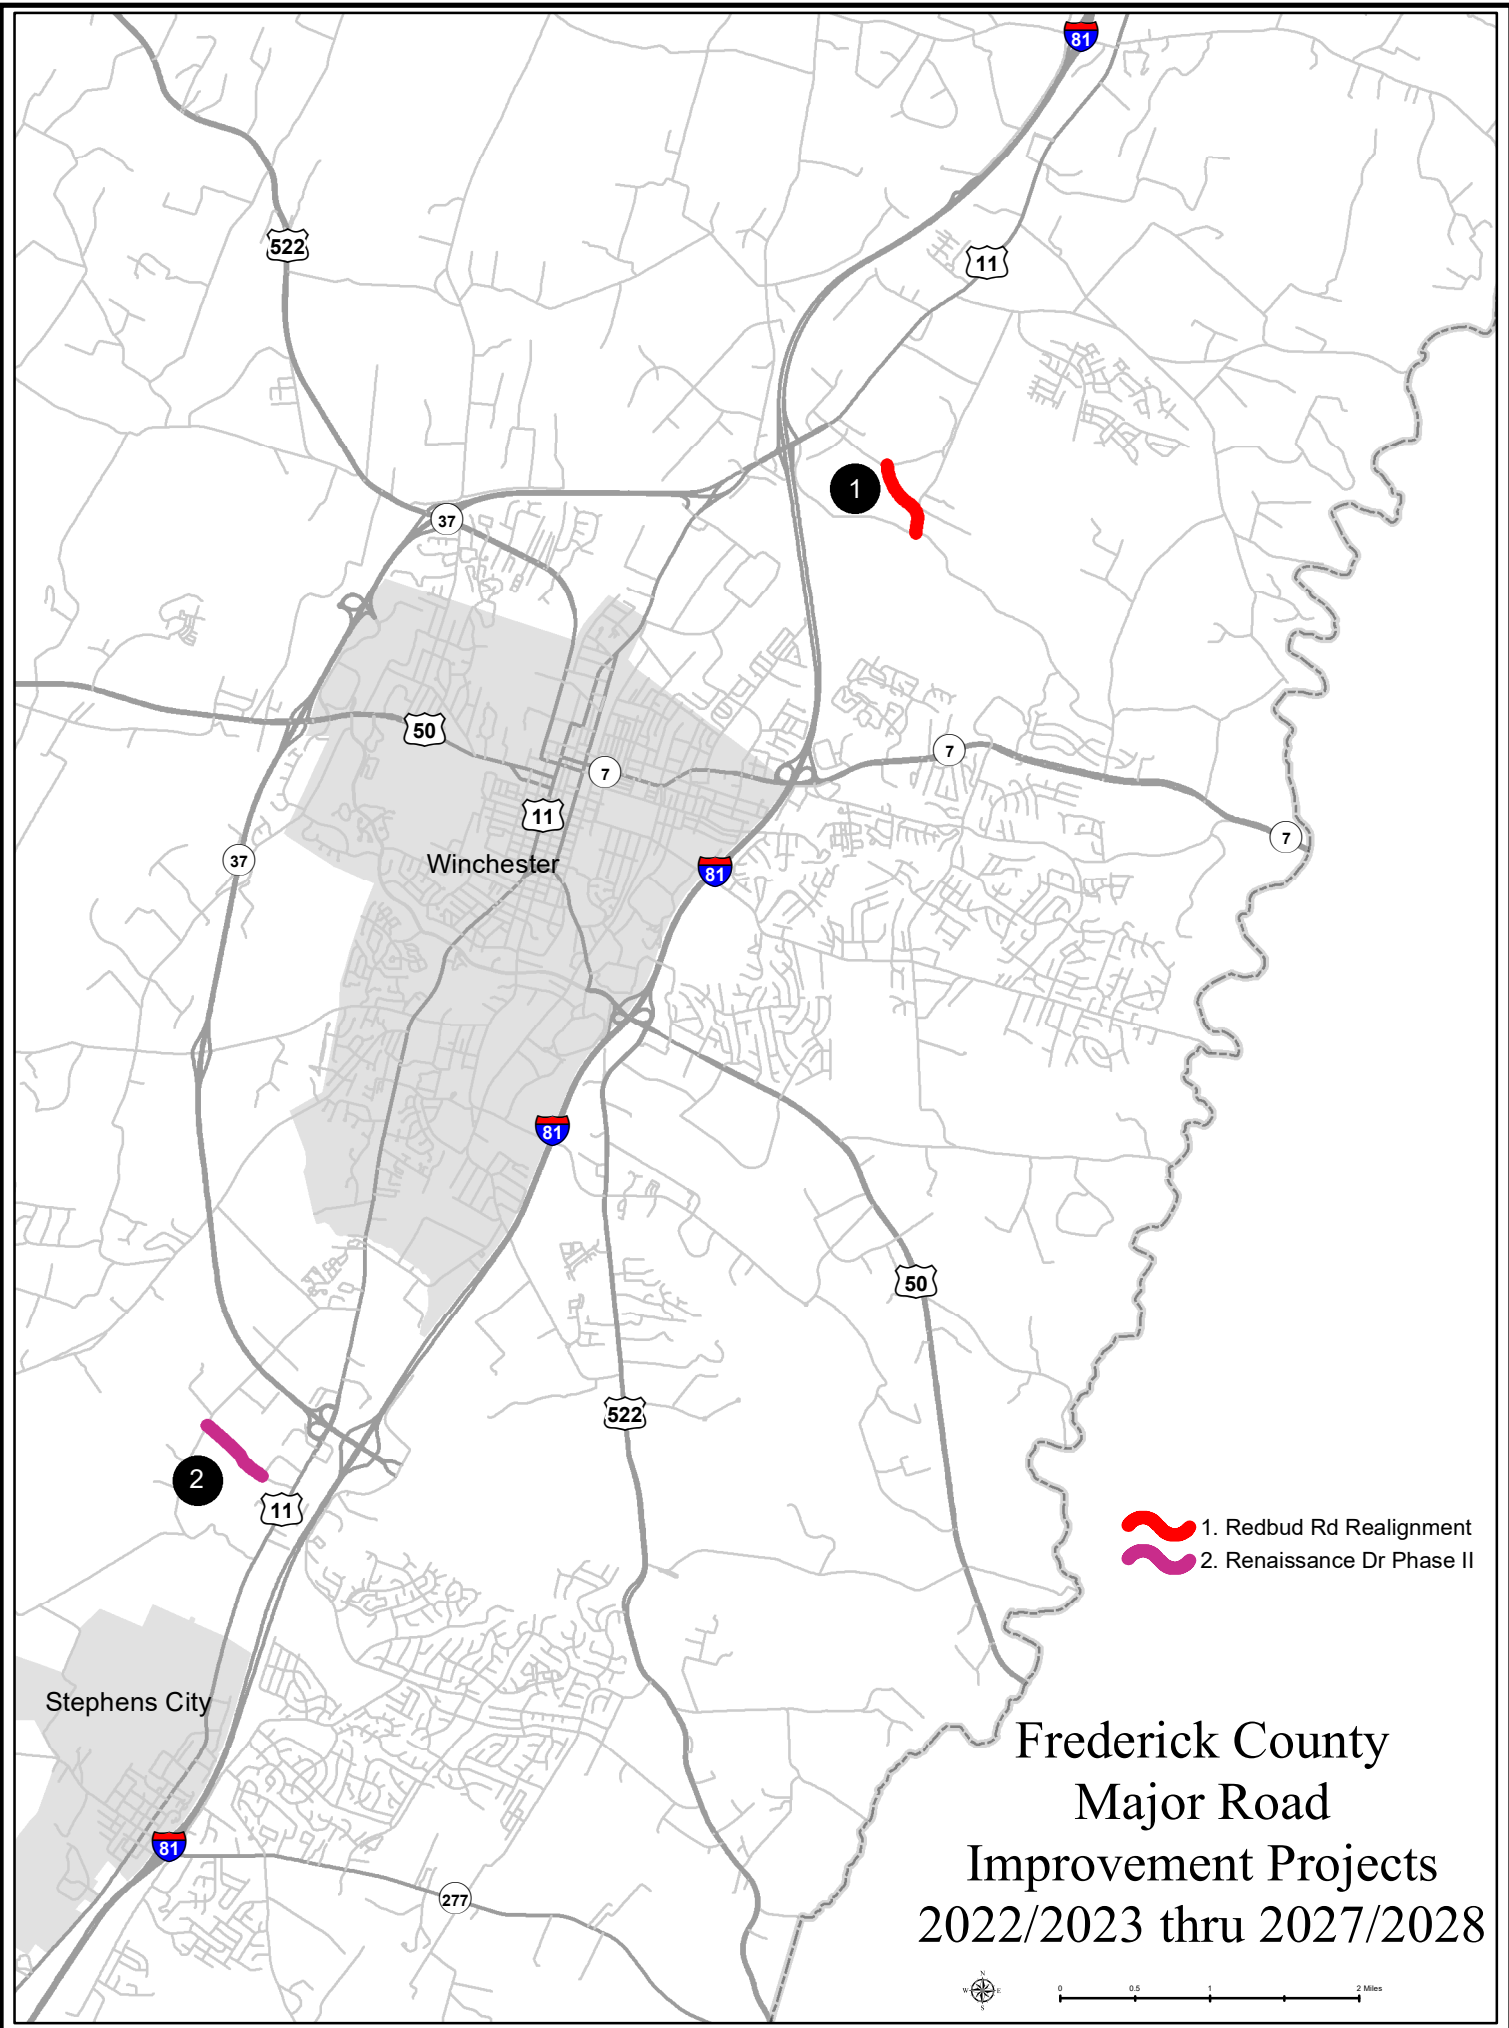 81
522
11
1
37
50
7
7
11
7
Winchester
37
81
81
50
522
2
11
1. Redbud Rd Realignment
2. Renaissance Dr Phase II
Stephens City
81
277
Frederick County
Major Road
Improvement Projects
2022/2023 thru 2027/2028
N
W E
S
0 0.5 1 2 Miles